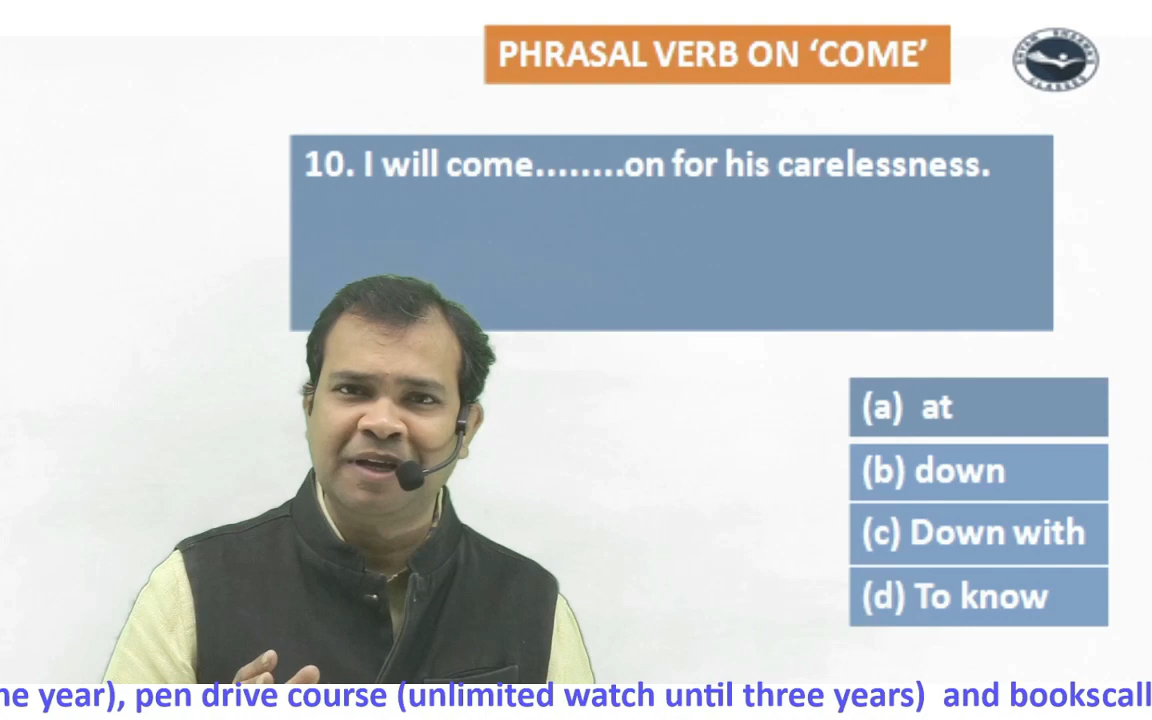 PHRASAL VERB ON ‘COME’
10. I will come........on for his carelessness.
(a) at
(b) down
(c) Down with
(d) To know
ne year), pen drive course (unlimited watch until three years) and bookscall